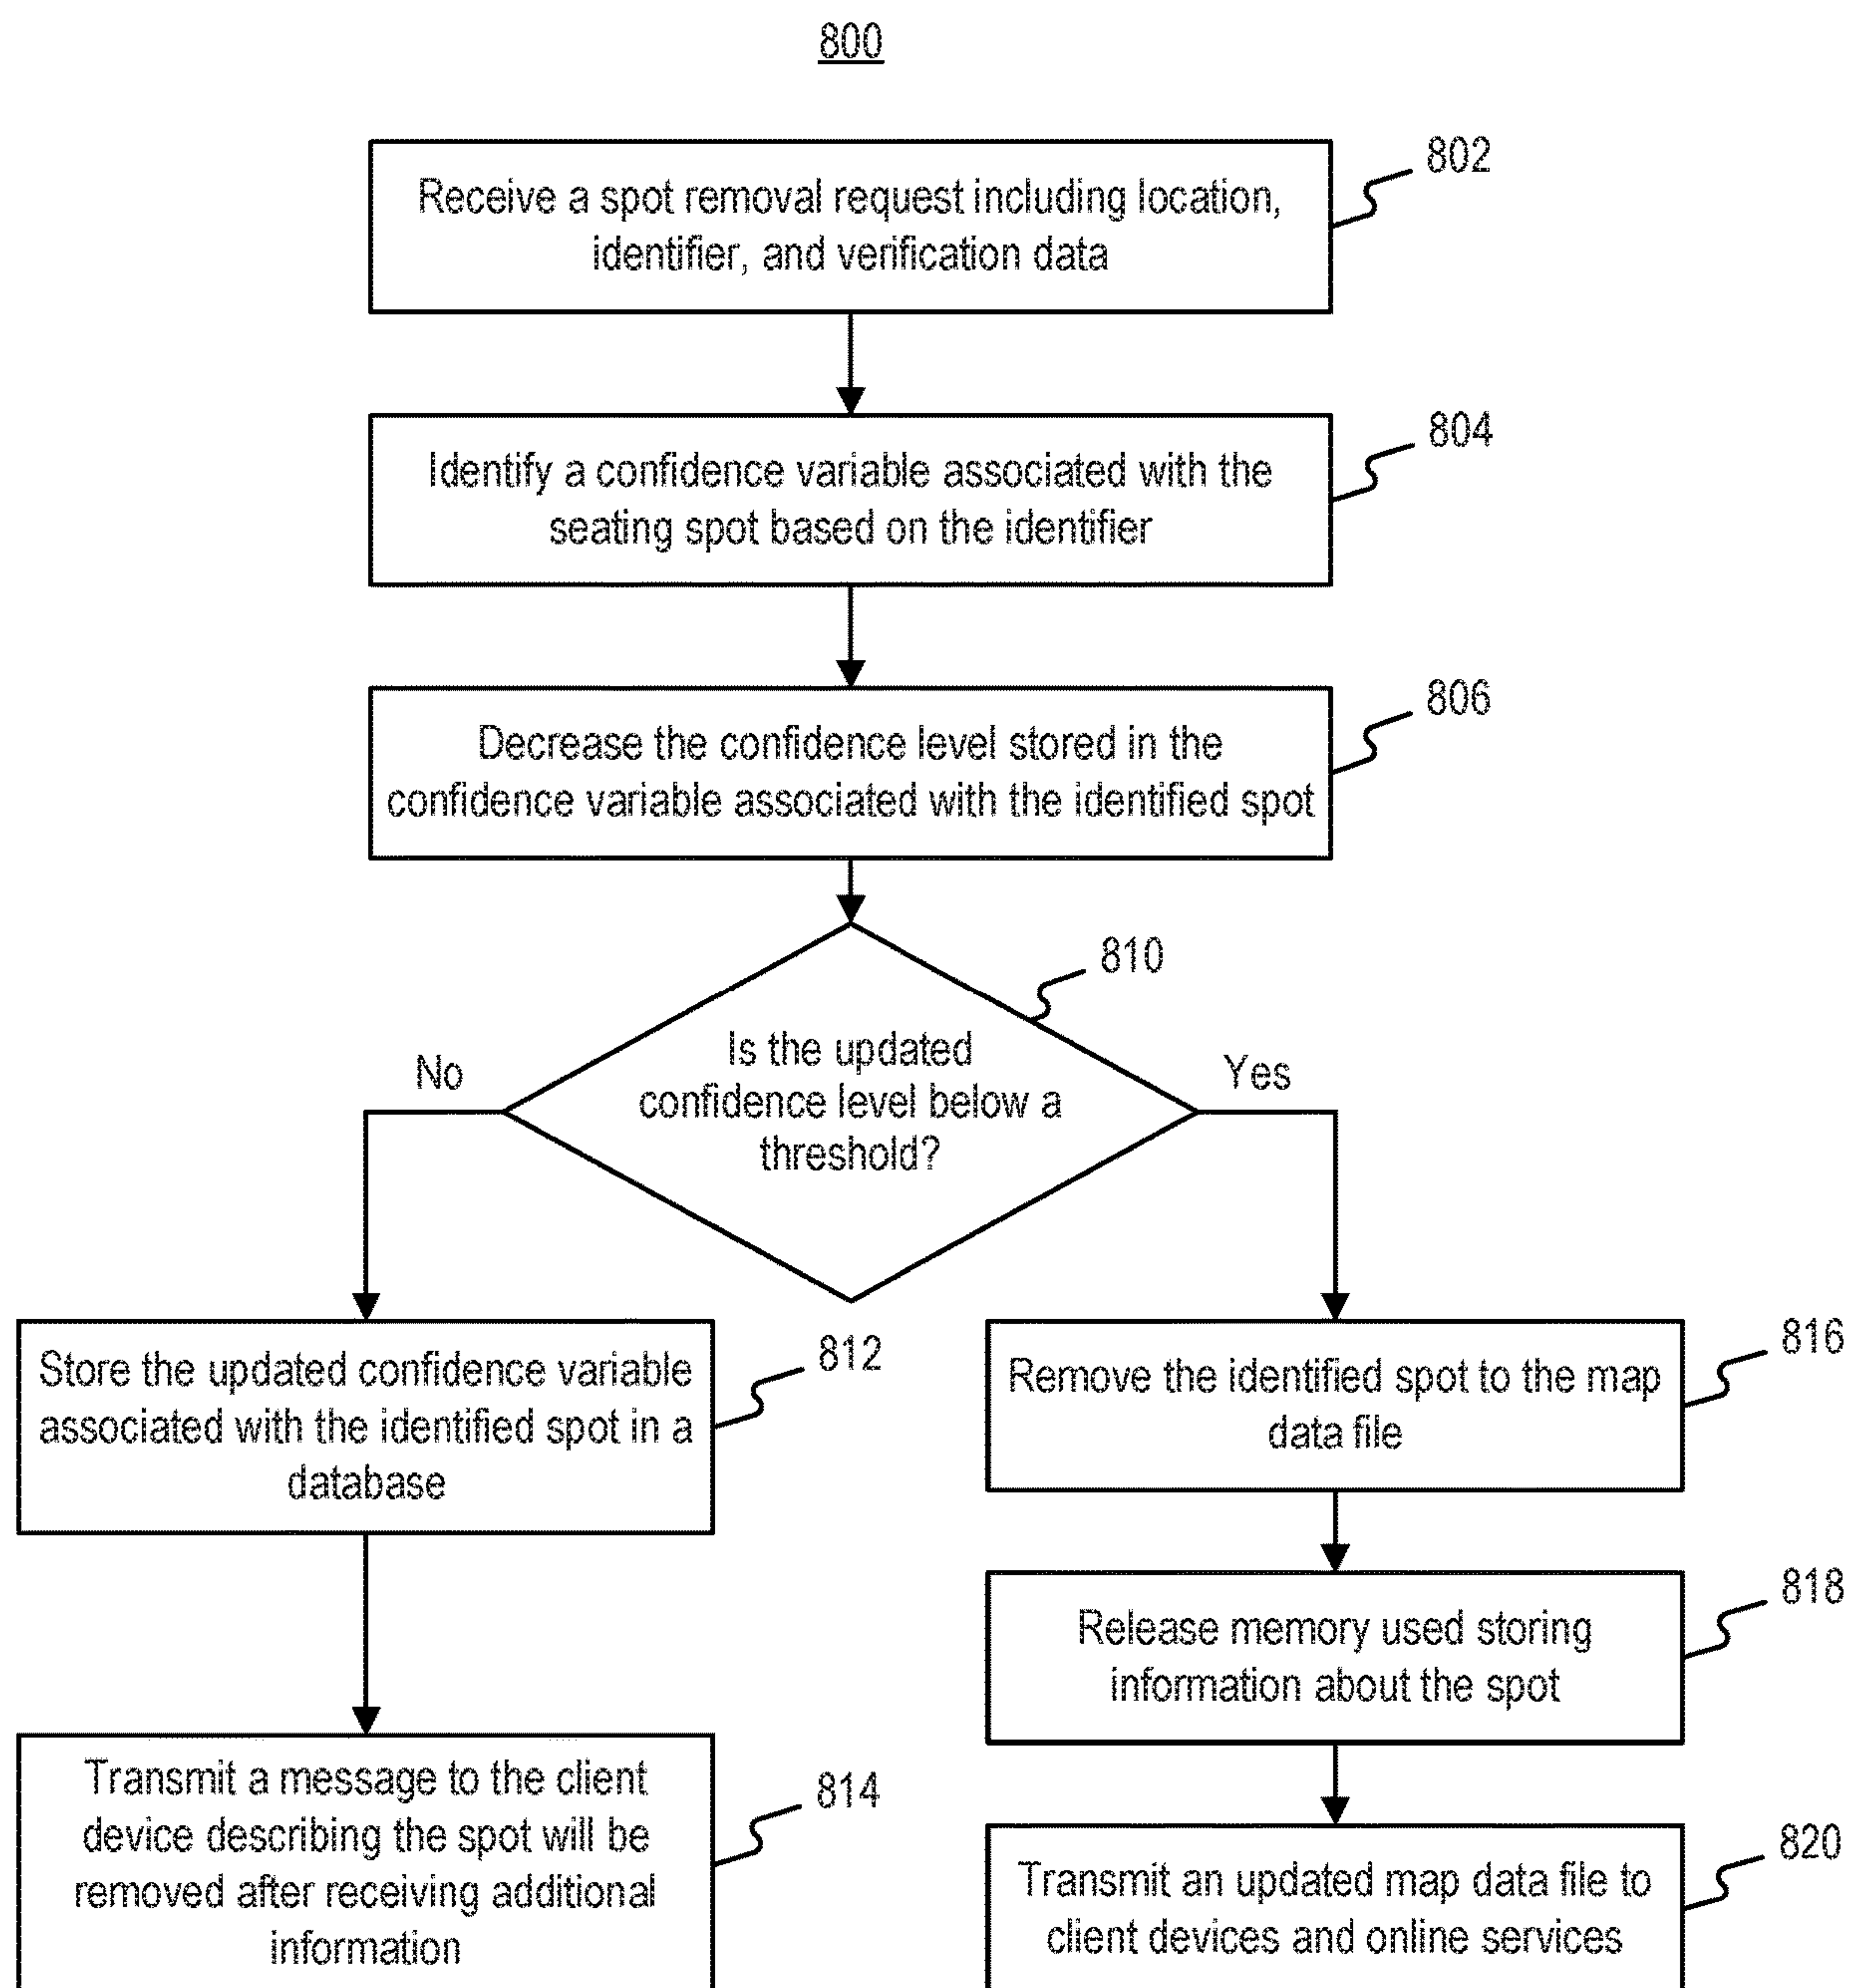 800
Receive a spot removal request including location,
identifier, and verification data
802
Identify a confidence variable associated with the
seating spot based on the identifier
804
Decrease the confidence level stored in the
confidence variable associated with the identified spot
806
Is the updated
confidence level below a
threshold?
810
No
Yes
Store the updated confidence variable
associated with the identified spot in a
database
812
Transmit a message to the client
device describing the spot will be
removed after receiving additional
information
814
Remove the identified spot to the map
data file
816
Release memory used storing
information about the spot
818
Transmit an updated map data file to
client devices and online services
820